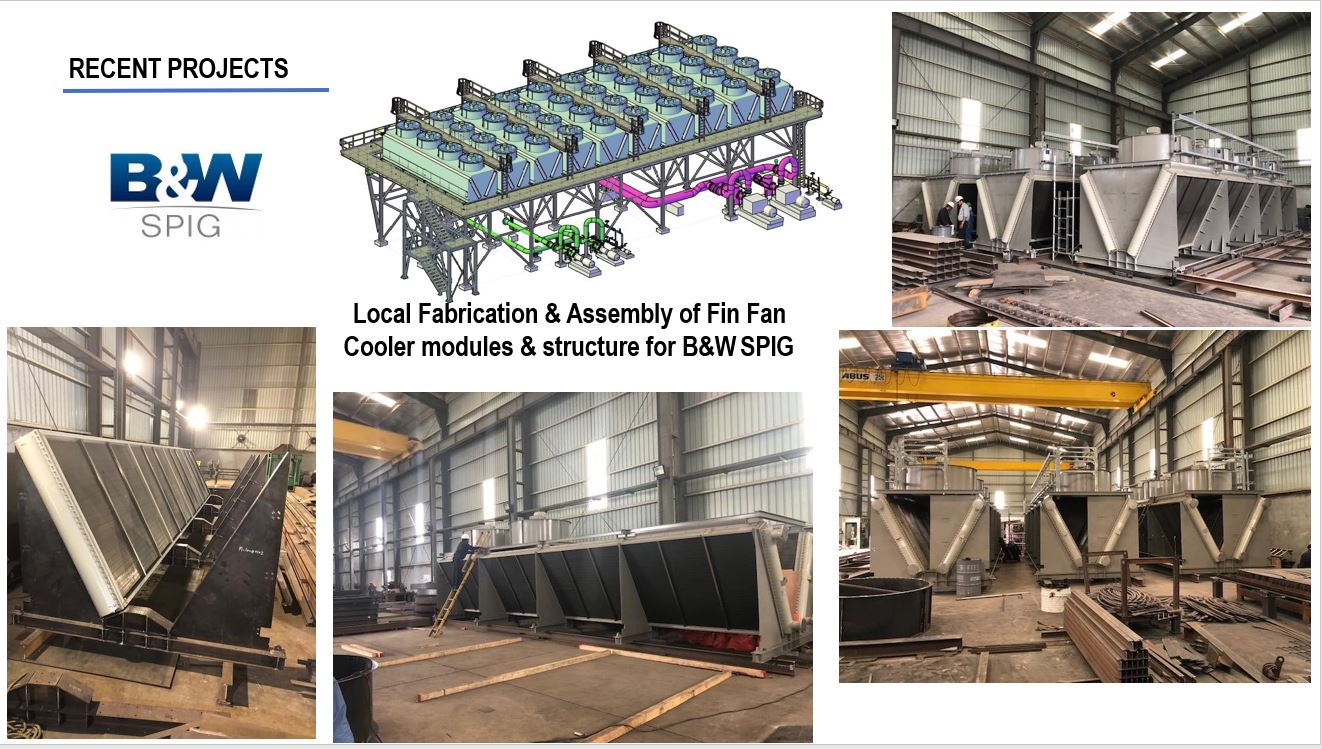 RECENT PROJECTS
B&W
SPIG
Local Fabrication & Assembly of Fin Fan
Cooler modules & structure for B&W SPIG
ABUS